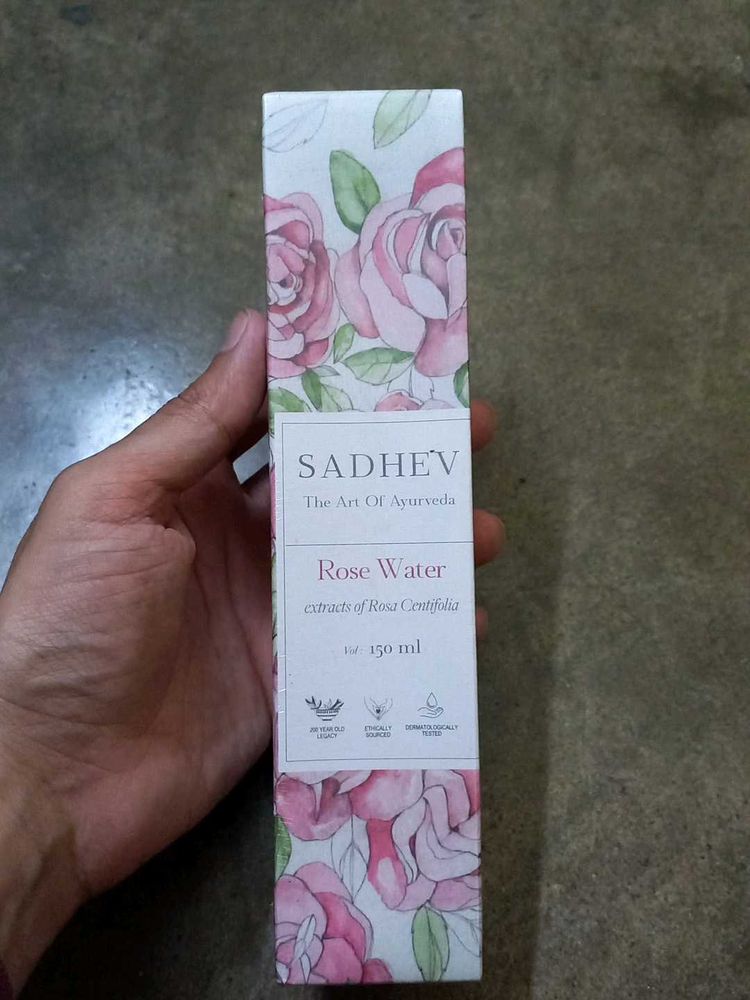 SADHEV
The Art Of Ayurveda
Rose Water
extracts of Rosa Centifolia
Vol : 150 ml
200 YEAR OLD
LEGACY
ETHICALLY
SOURCED
DERMATOLOGICALLY
TESTED